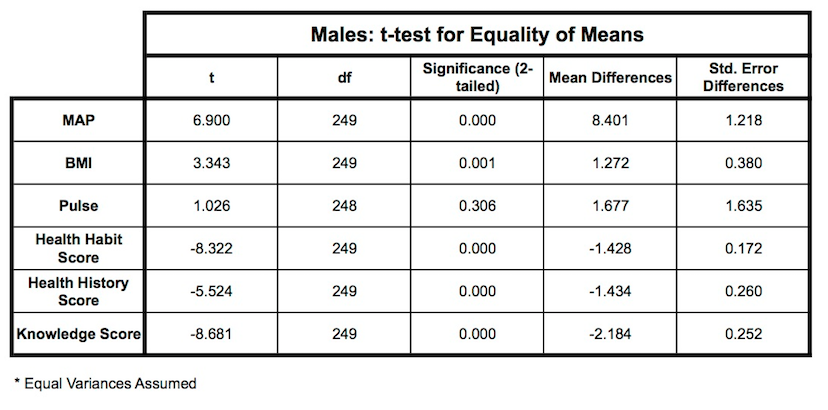 Males: t-test for Equality of Means
t df Significance (2-tailed) Mean Differences Std. Error Differences
MAP 6.900 249 0.000 8.401 1.218
BMI 3.343 249 0.001 1.272 0.380
Pulse 1.026 248 0.306 1.677 1.635
Health Habit Score -8.322 249 0.000 -1.428 0.172
Health History Score -5.524 249 0.000 -1.434 0.260
Knowledge Score -8.681 249 0.000 -2.184 0.252
* Equal Variances Assumed